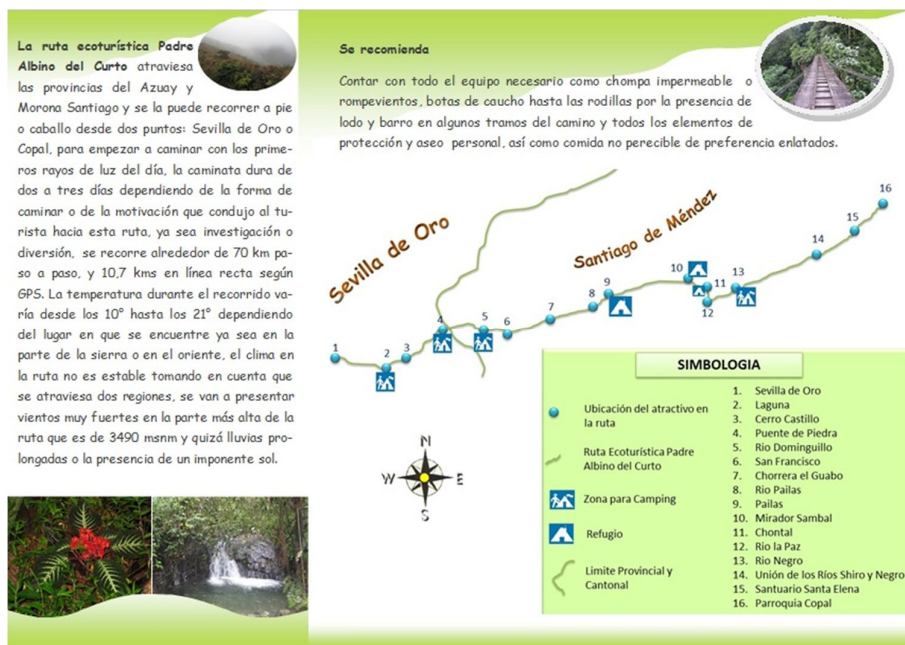 La ruta ecoturística Padre
Albino del Curto atraviesa
las provincias del Azuay y
Morona Santiago y se la puede recorrer a pie
o caballo desde dos puntos: Sevilla de Oro o
Copal, para empezar a caminar con los prime-
ros rayos de luz del día, la caminata dura de
dos a tres días dependiendo de la forma de
caminar o de la motivación que condujo al tu-
rista hacia esta ruta, ya sea investigación o
diversión, se recorre alrededor de 70 km pa-
so a paso, y 10,7 kms en línea recta según
GPS. La temperatura durante el recorrido va-
ría desde los 10° hasta los 21° dependiendo
del lugar en que se encuentre ya sea en la
parte de la sierra o en el oriente, el clima en
la ruta no es estable tomando en cuenta que
se atraviesa dos regiones, se van a presentar
vientos muy fuertes en la parte más alta de la
ruta que es de 3490 msnm y quizá lluvias pro-
longadas o la presencia de un imponente sol.
Se recomienda
Contar con todo el equipo necesario como chompa impermeable o
rompevientos, botas de caucho hasta las rodillas por la presencia de
lodo y barro en algunos tramos del camino y todos los elementos de
protección y aseo personal, así como comida no perecible de preferencia enlatados.
Sevilla de Oro
Santiago de Méndez
1
2
3
4
5
6
7
8
9
10
11
12
13
14
15
16
N
W E
S
SIMBOLOGIA
Ubicación del atractivo en
la ruta
Ruta Ecoturística Padre
Albino del Curto
Zona para Camping
Refugio
Limite Provincial y
Cantonal
1. Sevilla de Oro
2. Laguna
3. Cerro Castillo
4. Puente de Piedra
5. Rio Dominguillo
6. San Francisco
7. Chorrera el Guabo
8. Rio Pailas
9. Pailas
10. Mirador Sambal
11. Chontal
12. Rio la Paz
13. Rio Negro
14. Unión de los Ríos Shiro y Negro
15. Santuario Santa Elena
16. Parroquia Copal